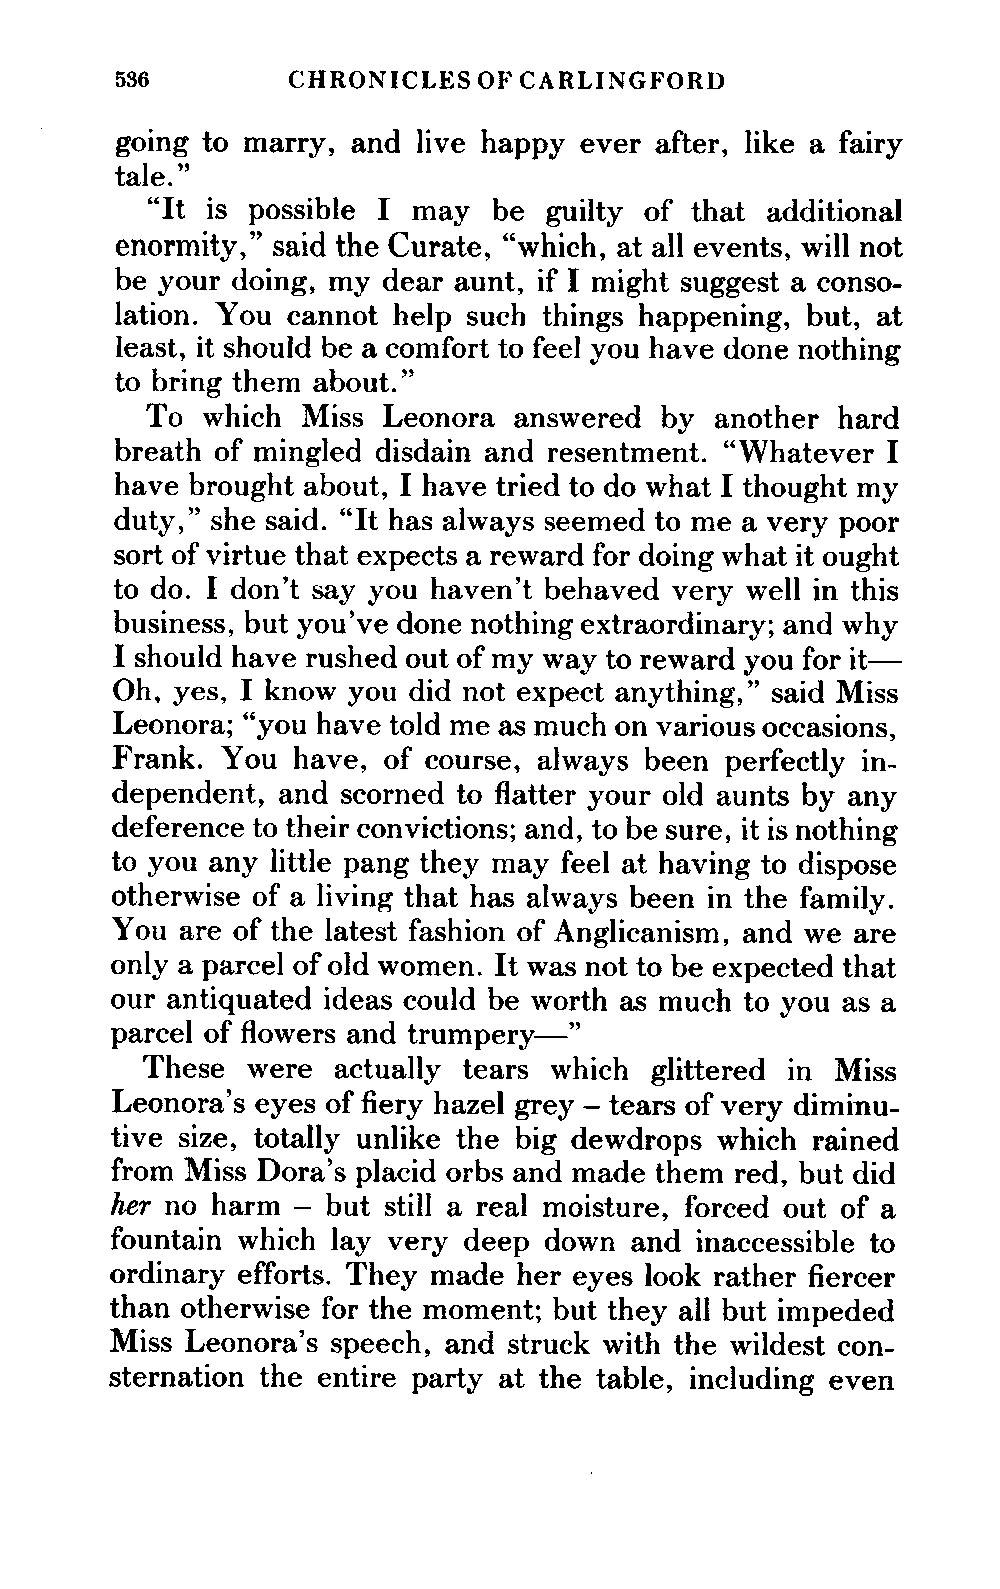 536 CHRONICLES OF CARLINGFORD
going to marry, and live happy ever after, like a fairy
tale.”
“It is possible I may be guilty of that additional
enormity,” said the Curate, “which, at all events, will not
be your doing, my dear aunt, if I might suggest a conso-
lation. You cannot help such things happening, but, at
least, it should be a comfort to feel you have done nothing
to bring them about.”
To which Miss Leonora answered by another hard
breath of mingled disdain and resentment. “Whatever I
have brought about, I have tried to do what I thought my
duty,” she said. “It has always seemed to me a very poor
sort of virtue that expects a reward for doing what it ought
to do. I don’t say you haven’t behaved very well in this
business, but you’ve done nothing extraordinary; and why
I should have rushed out of my way to reward you for it—
Oh, yes, I know you did not expect anything,” said Miss
Leonora; “you have told me as much on various occasions,
Frank. You have, of course, always been perfectly in-
dependent, and scorned to flatter your old aunts by any
deference to their convictions; and, to be sure, it is nothing
to you any little pang they may feel at having to dispose
otherwise of a living that has always been in the family.
You are of the latest fashion of Anglicanism, and we are
only a parcel of old women. It was not to be expected that
our antiquated ideas could be worth as much to you as a
parcel of flowers and trumpery—”
These were actually tears which glittered in Miss
Leonora’s eyes of fiery hazel grey – tears of very diminu-
tive size, totally unlike the big dewdrops which rained
from Miss Dora’s placid orbs and made them red, but did
her no harm – but still a real moisture, forced out of a
fountain which lay very deep down and inaccessible to
ordinary efforts. They made her eyes look rather fiercer
than otherwise for the moment; but they all but impeded
Miss Leonora’s speech, and struck with the wildest con-
sternation the entire party at the table, including even